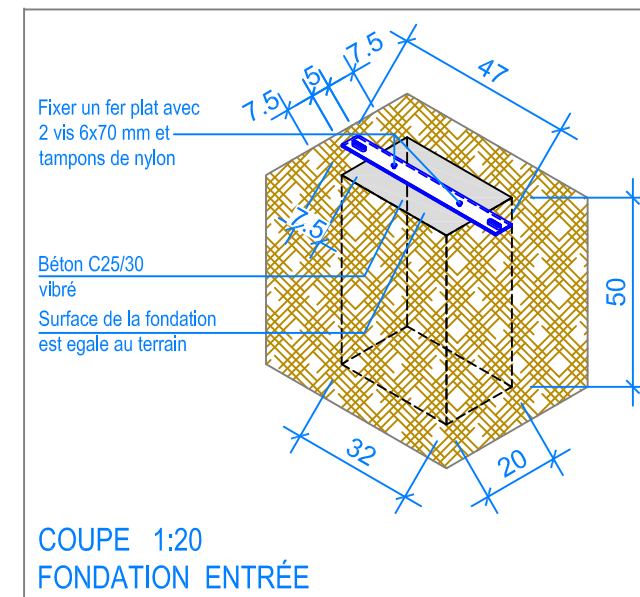 7.5
5
7.5
47
Fixer un fer plat avec
2 vis 6x70 mm et
tampons de nylon
7.5
Béton C25/30
vibré
Surface de la fondation
est egale au terrain
50
32
20
COUPE 1:20
FONDATION ENTRÉE